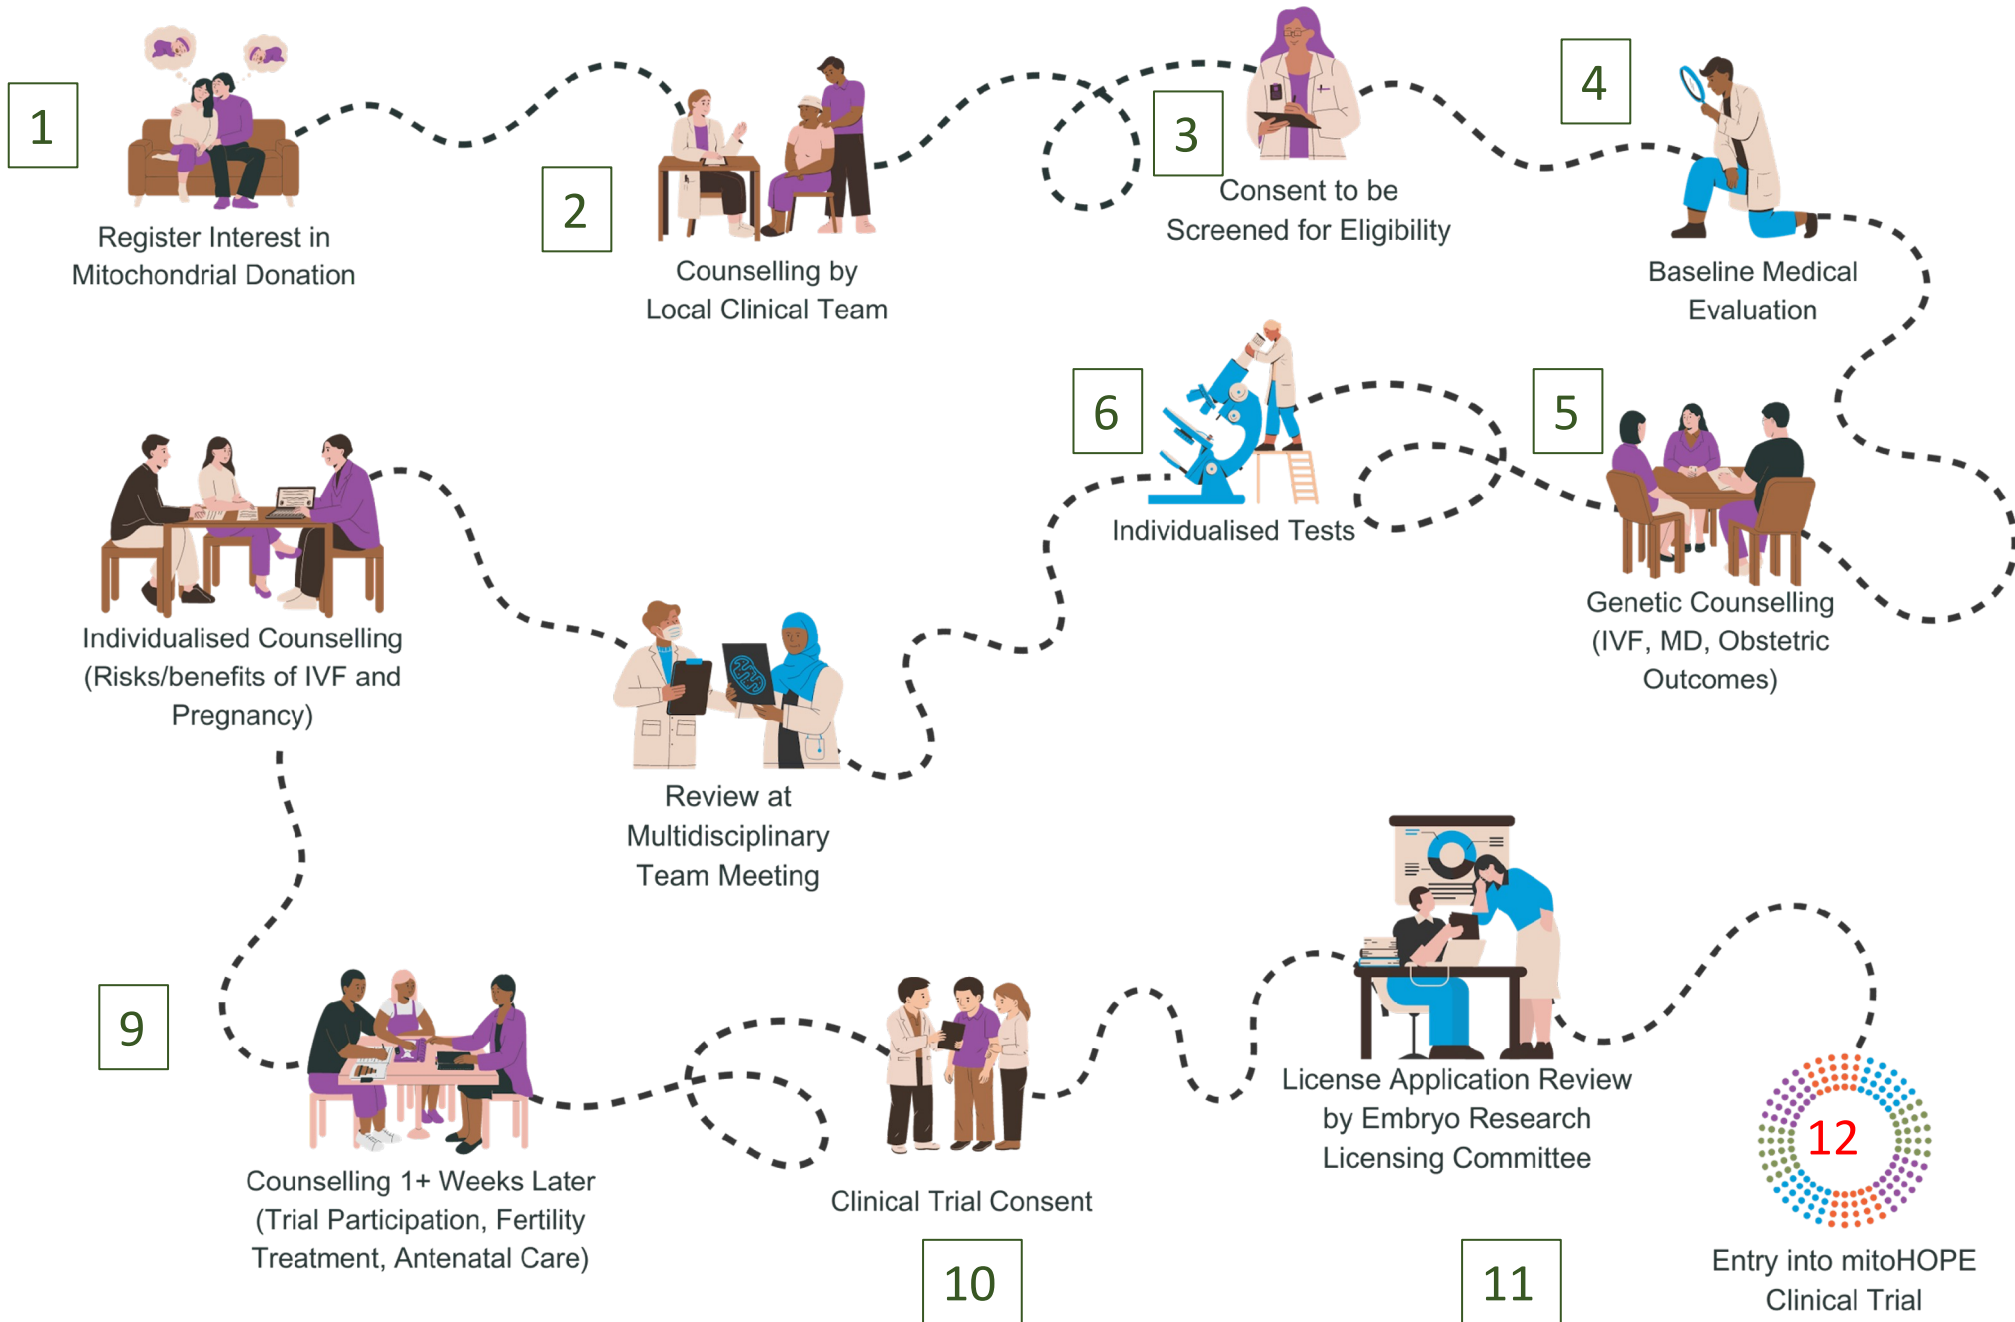 1
Register Interest in
Mitochondrial Donation
2
Counselling by
Local Clinical Team
3
Consent to be
Screened for Eligibility
4
Baseline Medical
Evaluation
5
Genetic Counselling
(IVF, MD, Obstetric
Outcomes)
6
Individualised Tests
Review at
Multidisciplinary
Team Meeting
Individualised Counselling
(Risks/benefits of IVF and
Pregnancy)
9
Counselling 1+ Weeks Later
(Trial Participation, Fertility
Treatment, Antenatal Care)
Clinical Trial Consent
10
License Application Review
by Embryo Research
Licensing Committee
11
12
Entry into mitoHOPE
Clinical Trial